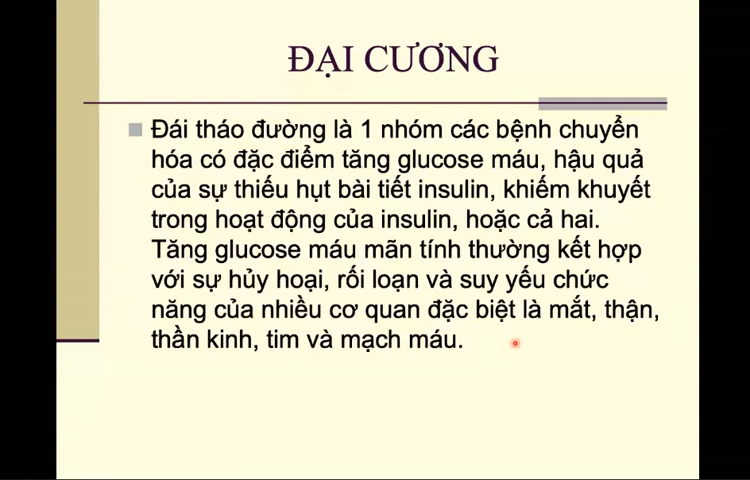 ĐẠI CƯƠNG
Đái tháo đường là 1 nhóm các bệnh chuyển
hóa có đặc điểm tăng glucose máu, hậu quả
của sự thiếu hụt bài tiết insulin, khiếm khuyết
trong hoạt động của insulin, hoặc cả hai.
Tăng glucose máu mãn tính thường kết hợp
với sự hủy hoại, rối loạn và suy yếu chức
năng của nhiều cơ quan đặc biệt là mắt, thận,
thần kinh, tim và mạch máu.